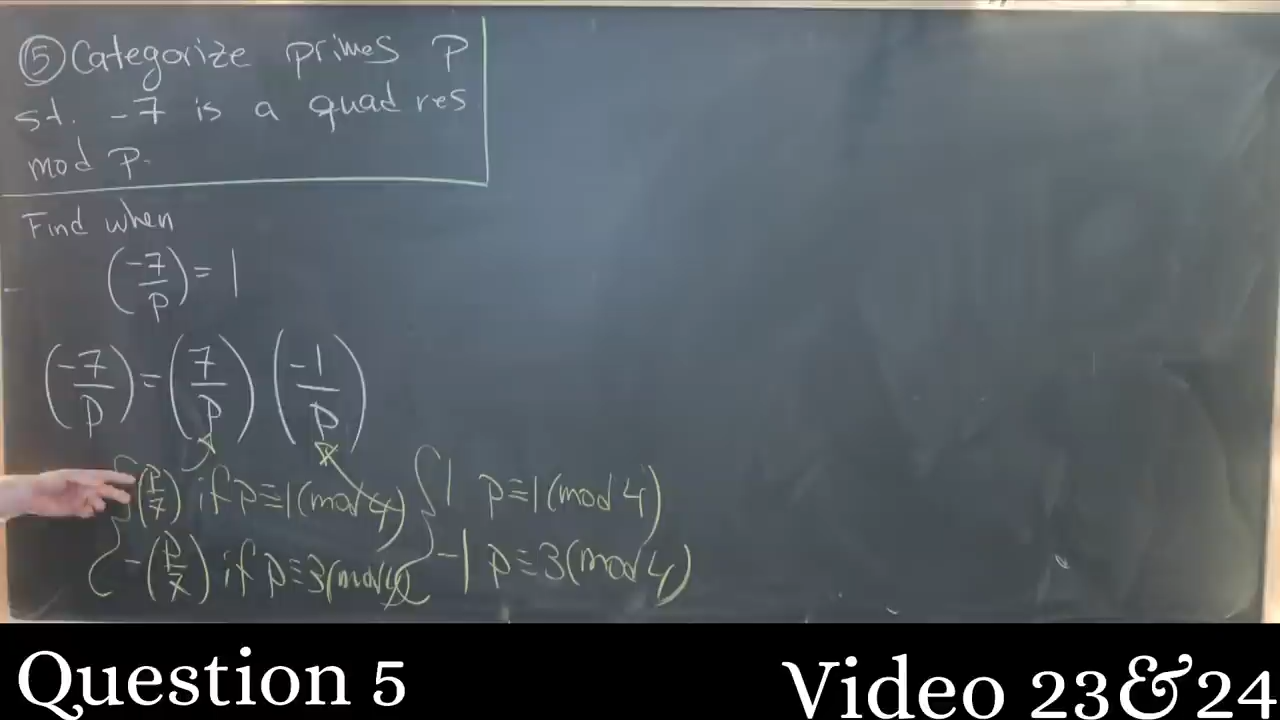 ⑤ Categorize primes P
st. -7 is a quad res
mod P.
Find when
(-7/P) = 1
(-7/P) = (7/P) (-1/P)
{ (P/7) if p≡1(mod 4) { 1 p≡1(mod 4)
-(P/7) if p≡3(mod 4) -1 p≡3(mod 4)
Question 5
Video 23&24